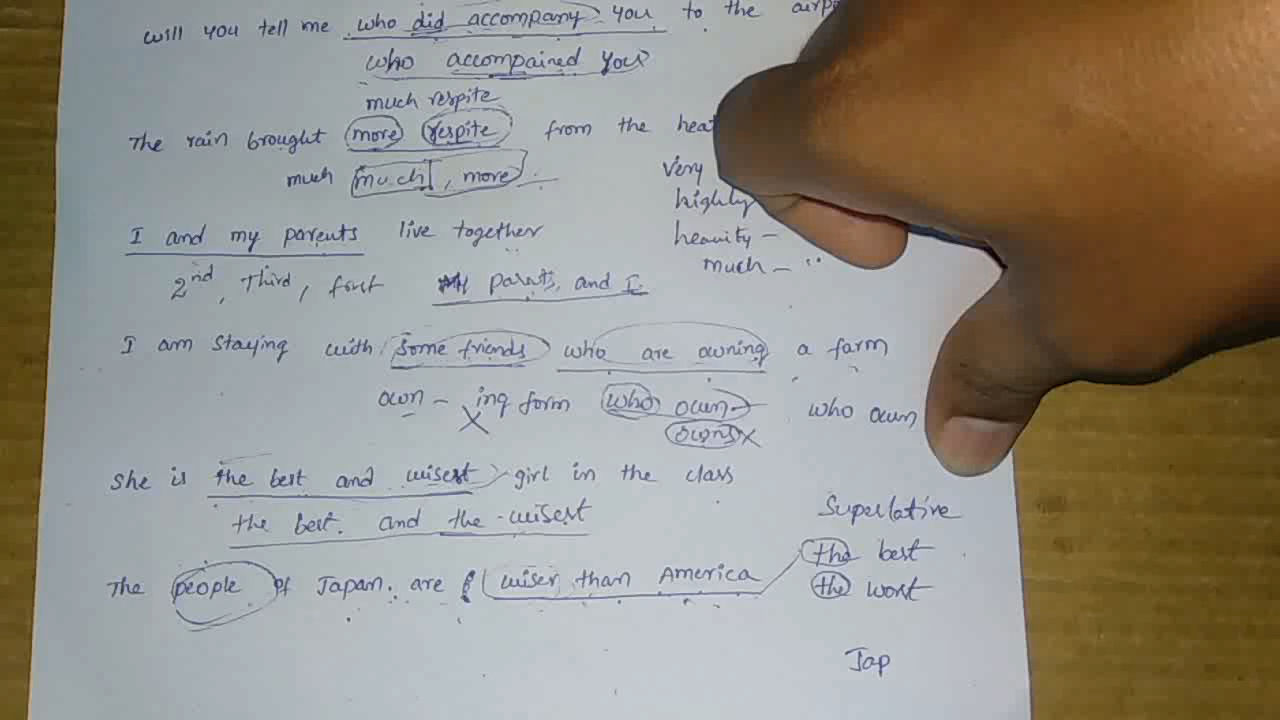 will you tell me who did accompany you to the airp
who accompained you
much respite
The rain brought more respite from the heat
much much, more.
very
highly
I and my parents live together
heavity -
much - "
2nd, Third, first My parents, and I
I am staying with some friends who are owning a farm
own - ing form who own who own
X owns X
She is the best and wisest girl in the class
the best. and the wisest
Superlative
the best
The people of Japan. are wiser than America
the worst
Jap